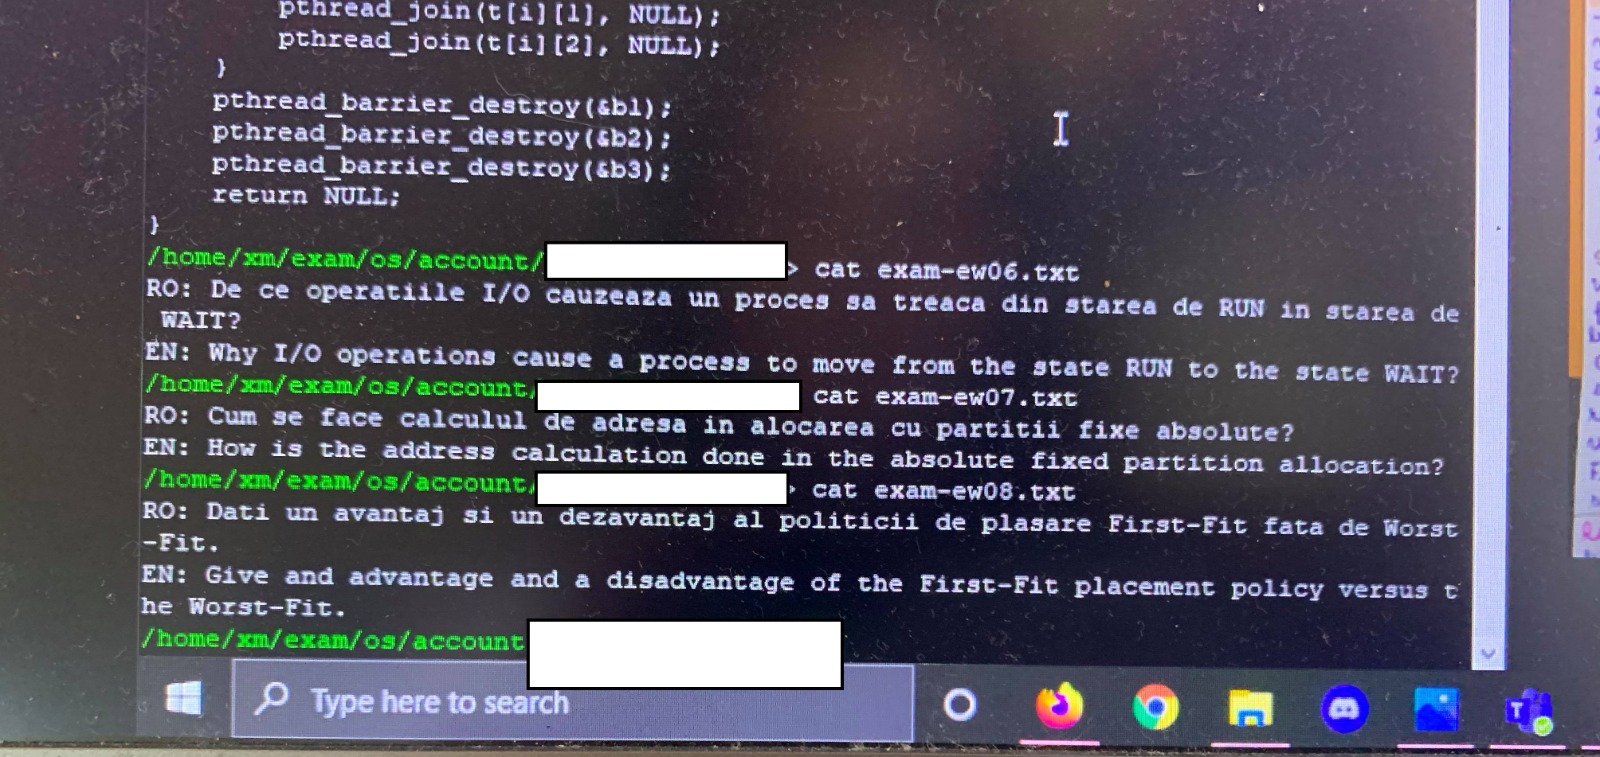 pthread_join(t[i][1], NULL);
pthread_join(t[i][2], NULL);
}
pthread_barrier_destroy(&b1);
pthread_barrier_destroy(&b2);
pthread_barrier_destroy(&b3);
return NULL;
}
/home/xm/exam/os/account/ > cat exam-ew06.txt
RO: De ce operatiile I/O cauzeaza un proces sa treaca din starea de RUN in starea de
WAIT?
EN: Why I/O operations cause a process to move from the state RUN to the state WAIT?
/home/xm/exam/os/account/ cat exam-ew07.txt
RO: Cum se face calculul de adresa in alocarea cu partitii fixe absolute?
EN: How is the address calculation done in the absolute fixed partition allocation?
/home/xm/exam/os/account/ > cat exam-ew08.txt
RO: Dati un avantaj si un dezavantaj al politicii de plasare First-Fit fata de Worst
-Fit.
EN: Give and advantage and a disadvantage of the First-Fit placement policy versus t
he Worst-Fit.
/home/xm/exam/os/account
Type here to search